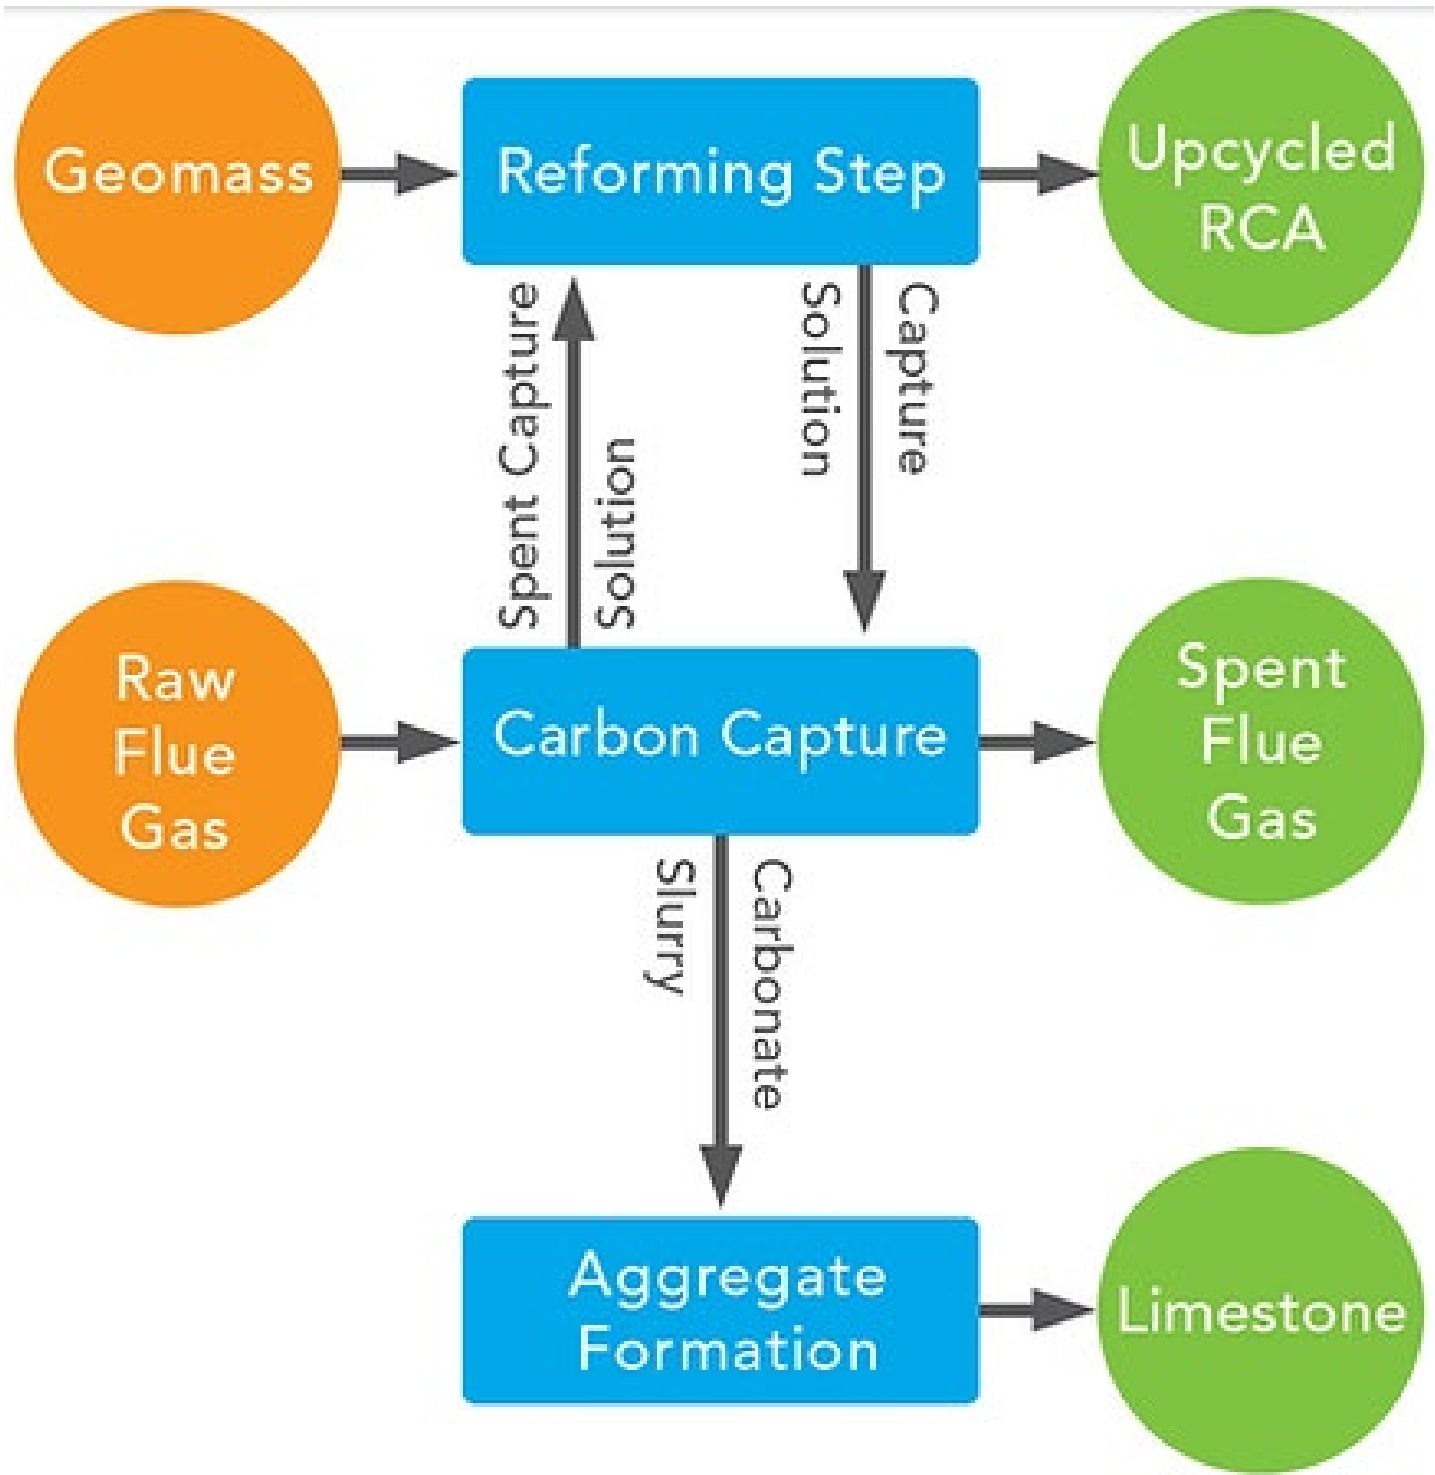 Geomass
Reforming Step
Upcycled
RCA
Spent Capture
Solution
Capture
Solution
Raw
Flue
Gas
Carbon Capture
Spent
Flue
Gas
Carbonate
Slurry
Aggregate
Formation
Limestone